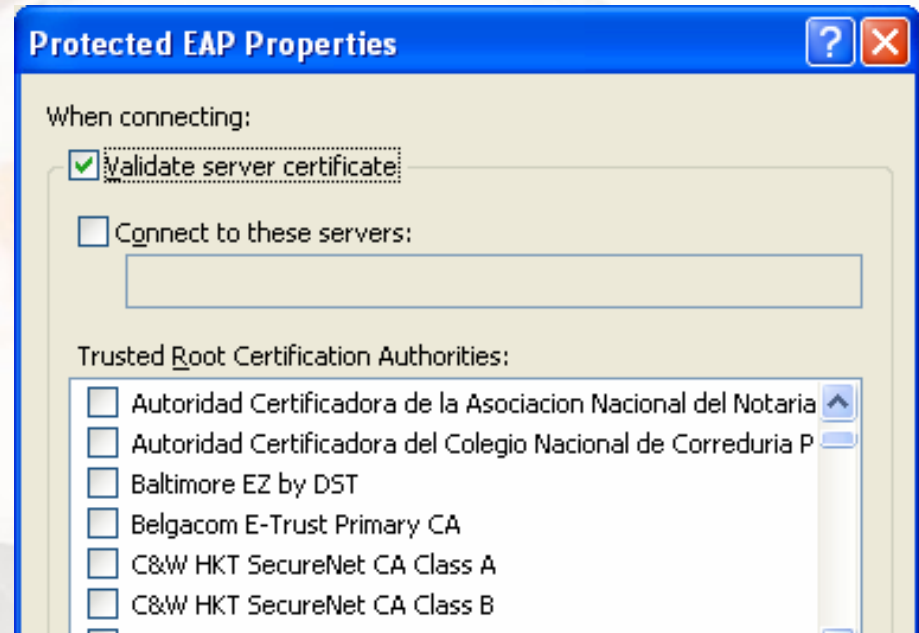 Protected EAP Properties
When connecting:
Validate server certificate
Connect to these servers:
Trusted Root Certification Authorities:
Autoridad Certificadora de la Asociacion Nacional del Notaria
Autoridad Certificadora del Colegio Nacional de Correduria P
Baltimore EZ by DST
Belgacom E-Trust Primary CA
C&W HKT SecureNet CA Class A
C&W HKT SecureNet CA Class B